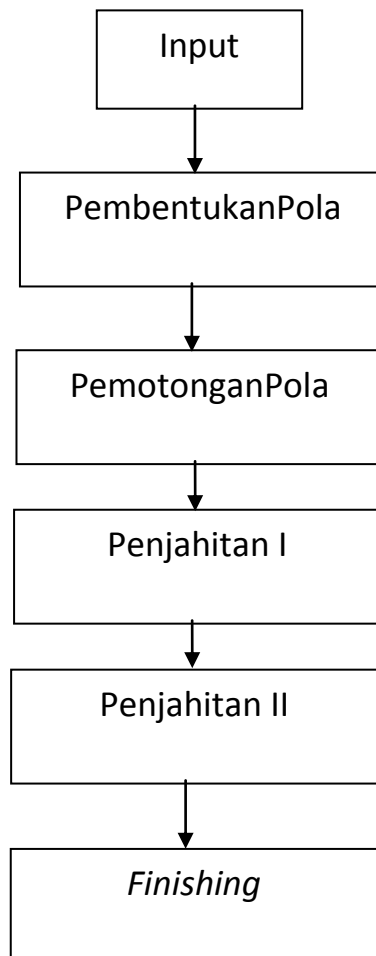 Input
PembentukanPola
PemotonganPola
Penjahitan I
Penjahitan II
Finishing